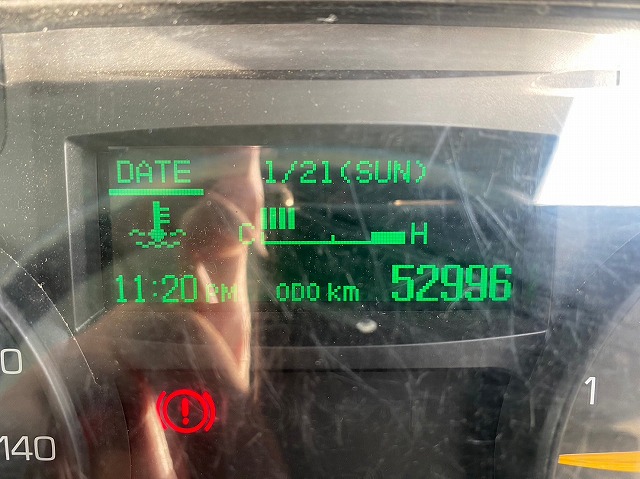 DATE 1/21(SUN)
C H
11:20 PM ODO km 52996
0
140
1